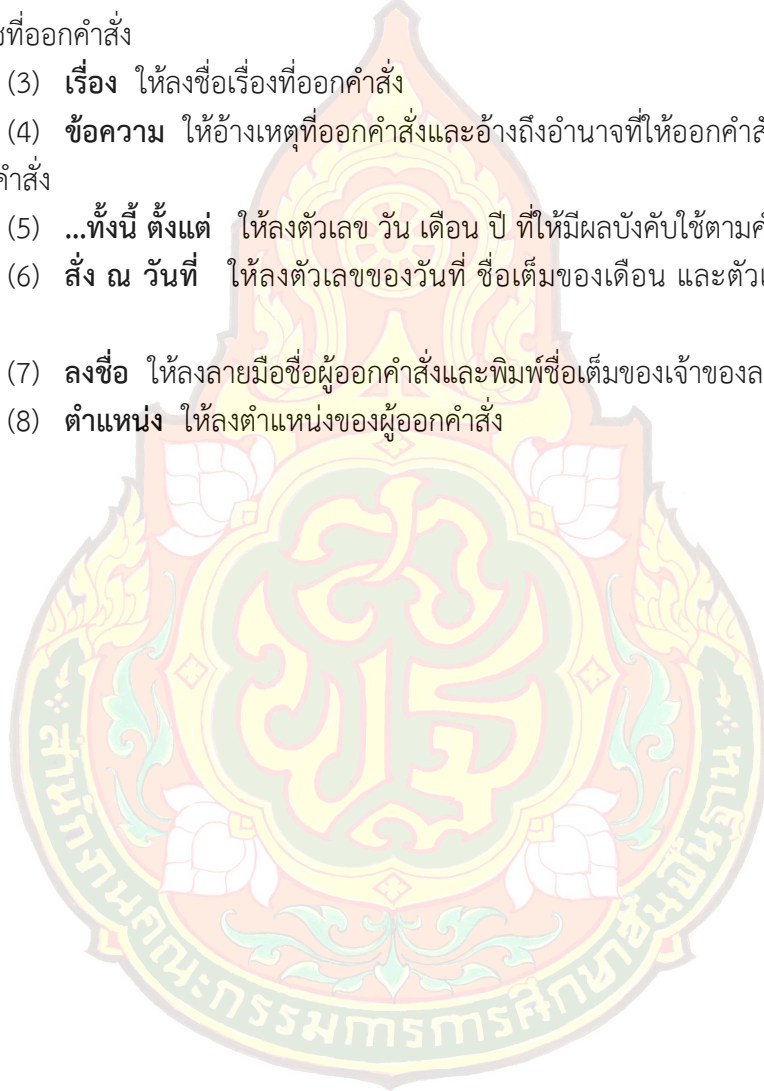 ที่ออกคำสั่ง
(3) เรื่อง ให้ลงชื่อเรื่องที่ออกคำสั่ง
(4) ข้อความ ให้อ้างเหตุที่ออกคำสั่งและอ้างถึงอำนาจที่ให้ออกคำสั
คำสั่ง
(5) ...ทั้งนี้ ตั้งแต่ ให้ลงตัวเลข วัน เดือน ปี ที่ให้มีผลบังคับใช้ตามค
(6) สั่ง ณ วันที่ ให้ลงตัวเลขของวันที่ ชื่อเต็มของเดือน และตัวเ
(7) ลงชื่อ ให้ลงลายมือชื่อผู้ออกคำสั่งและพิมพ์ชื่อเต็มของเจ้าของล
(8) ตำแหน่ง ให้ลงตำแหน่งของผู้ออกคำสั่ง
สพฐ
สำนักงานคณะกรรมการการศึกษาขั้นพื้นฐาน